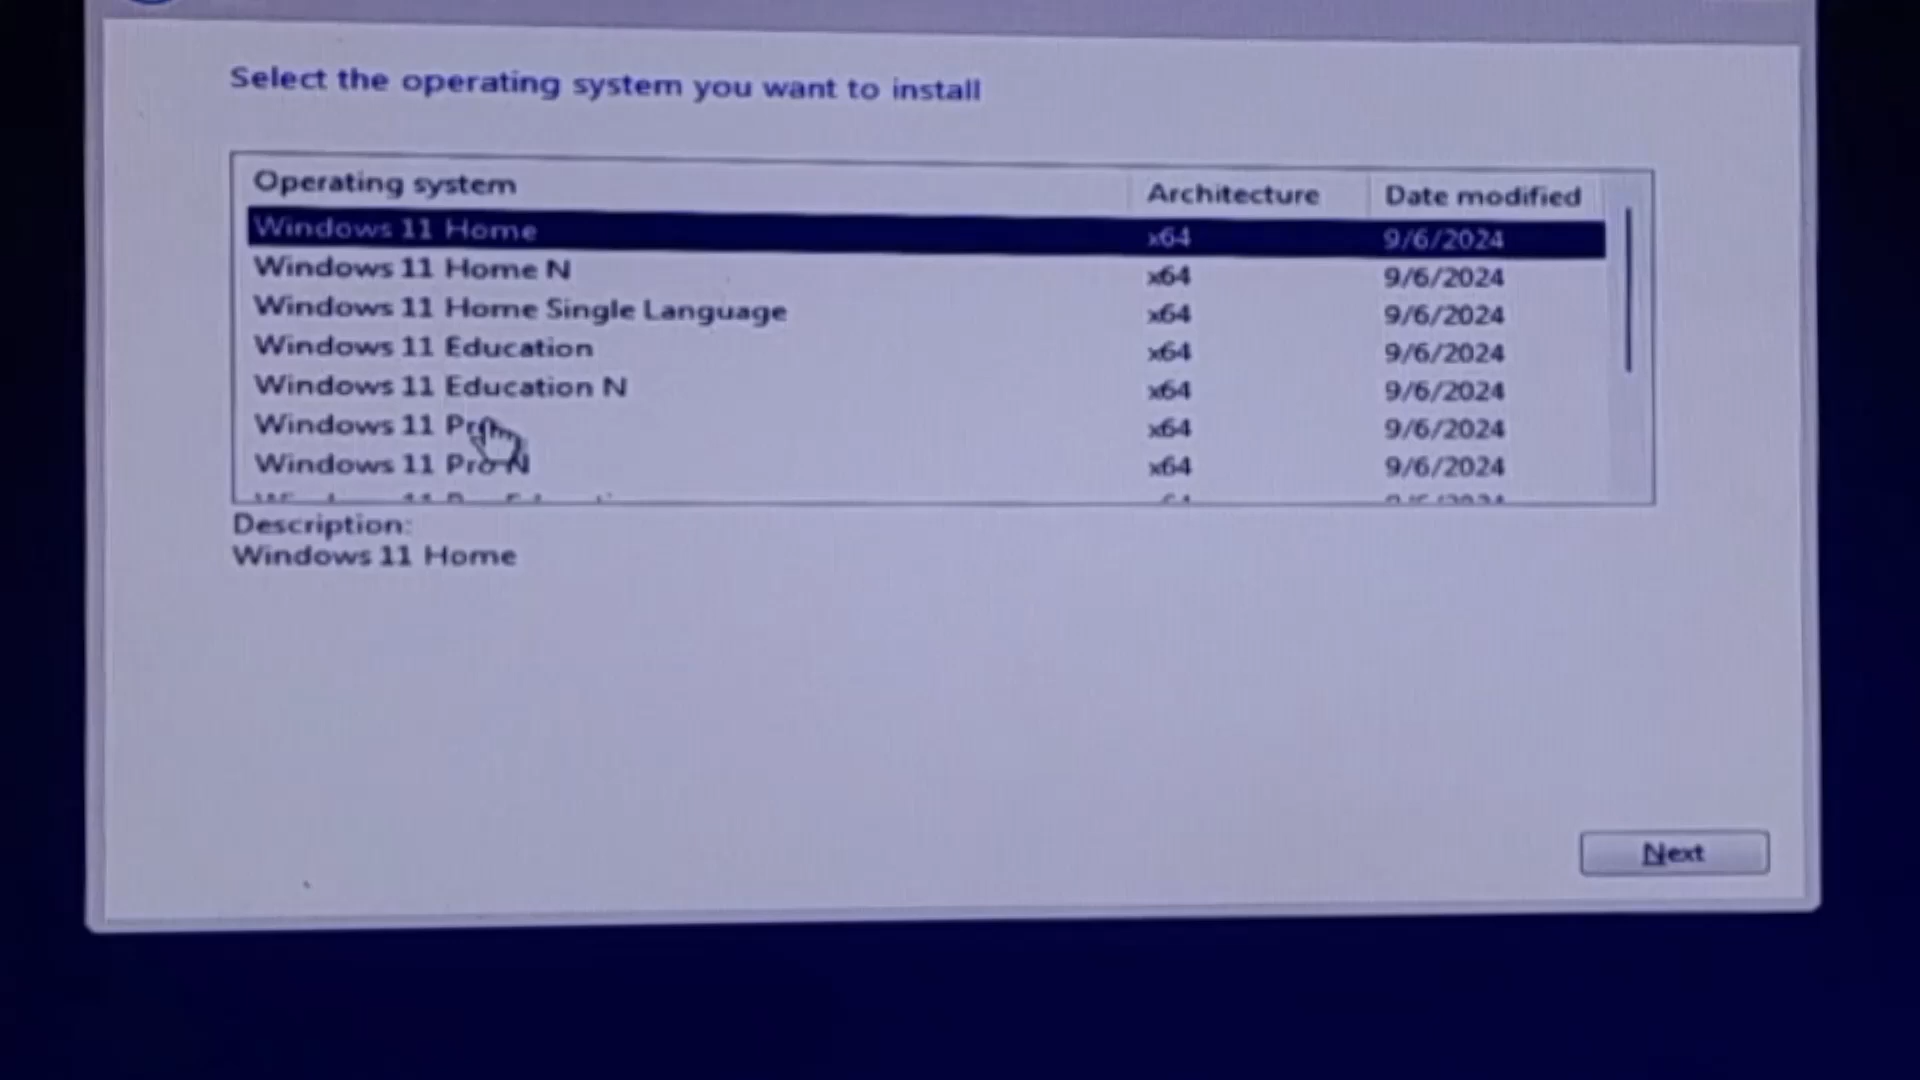 Select the operating system you want to install
Operating system Architecture Date modified
Windows 11 Home x64 9/6/2024
Windows 11 Home N x64 9/6/2024
Windows 11 Home Single Language x64 9/6/2024
Windows 11 Education x64 9/6/2024
Windows 11 Education N x64 9/6/2024
Windows 11 Pro x64 9/6/2024
Windows 11 Pro N x64 9/6/2024
Description:
Windows 11 Home
Next